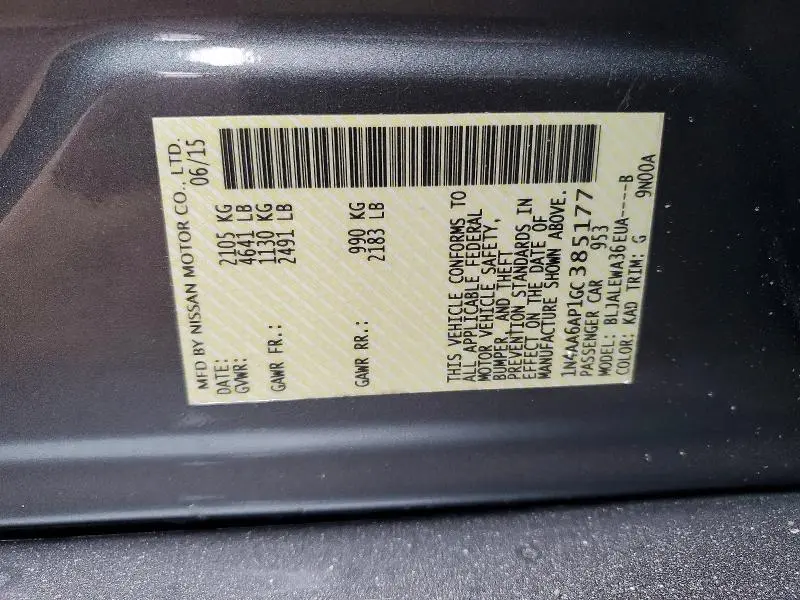 MFD BY NISSAN MOTOR CO., LTD.
DATE: 06/15
GVWR: 2105 KG
4641 LB
GAWR FR.: 1130 KG
2491 LB
GAWR RR.: 990 KG
2183 LB
THIS VEHICLE CONFORMS TO
ALL APPLICABLE FEDERAL
MOTOR VEHICLE SAFETY,
BUMPER, AND THEFT
PREVENTION STANDARDS IN
EFFECT ON THE DATE OF
MANUFACTURE SHOWN ABOVE.
1N4AA6AP1GC385177
PASSENGER CAR 953
MODEL: BLJALEWA36EUA----B
COLOR: KAD TRIM: G 9N00A